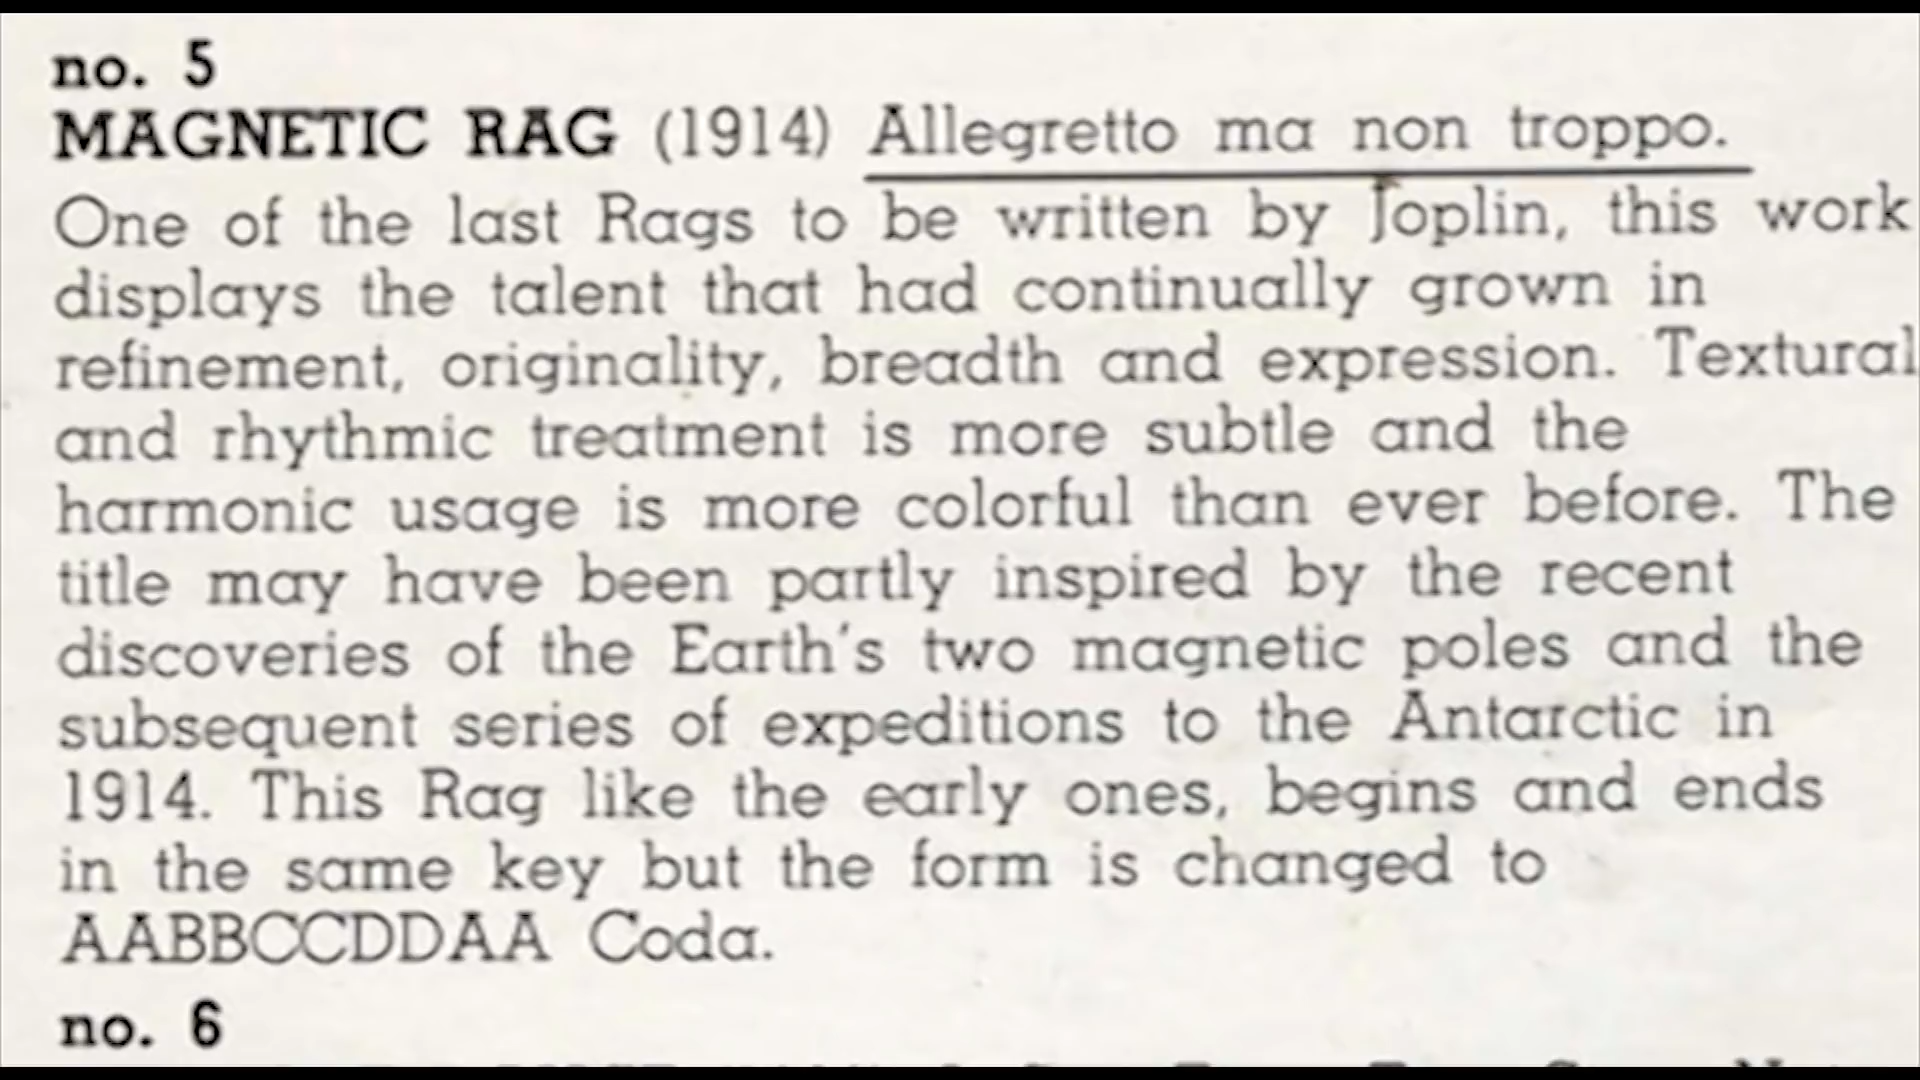 no. 5
MAGNETIC RAG (1914) Allegretto ma non troppo.
One of the last Rags to be written by Joplin, this work
displays the talent that had continually grown in
refinement, originality, breadth and expression. Textural
and rhythmic treatment is more subtle and the
harmonic usage is more colorful than ever before. The
title may have been partly inspired by the recent
discoveries of the Earth's two magnetic poles and the
subsequent series of expeditions to the Antarctic in
1914. This Rag like the early ones, begins and ends
in the same key but the form is changed to
AABBCCDDAA Coda.
no. 6